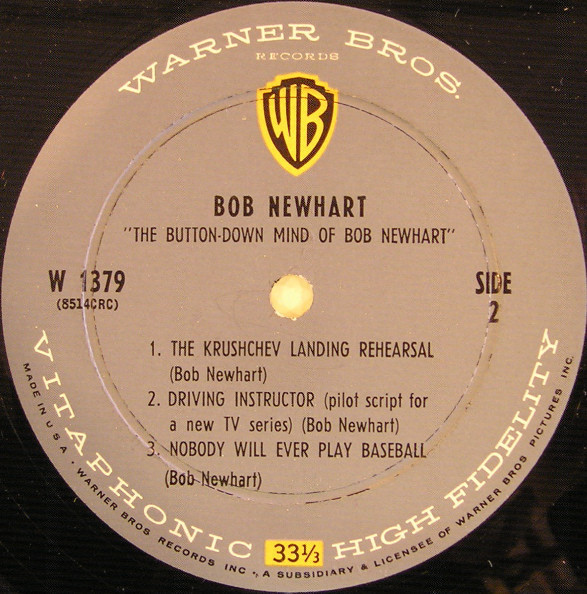 WARNER BROS.
RECORDS
WB
BOB NEWHART
"THE BUTTON-DOWN MIND OF BOB NEWHART"
W 1379
(8514CRC)
SIDE
2
1. THE KRUSHCHEV LANDING REHEARSAL
(Bob Newhart)
2. DRIVING INSTRUCTOR (pilot script for
a new TV series) (Bob Newhart)
3. NOBODY WILL EVER PLAY BASEBALL
(Bob Newhart)
VITAPHONIC 33⅓ HIGH FIDELITY
MADE IN U.S.A. • WARNER BROS RECORDS INC., A SUBSIDIARY & LICENSEE OF WARNER BROS PICTURES INC.